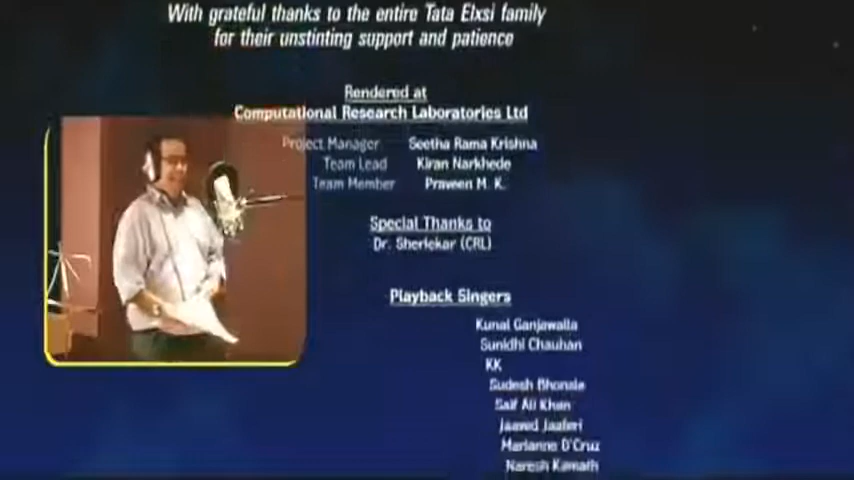 With grateful thanks to the entire Tata Elxsi family
for their unstinting support and patience
Rendered at
Computational Research Laboratories Ltd
Project Manager Seetha Rama Krishna
Team Lead Kiran Narkhede
Team Member Praveen M. K.
Special Thanks to
Dr. Sherlekar (CRL)
Playback Singers
Kunal Ganjawalla
Sunidhi Chauhan
KK
Sudesh Bhonsle
Saif Ali Khan
Jaaved Jaaferi
Marianne D'Cruz
Naresh Kamath